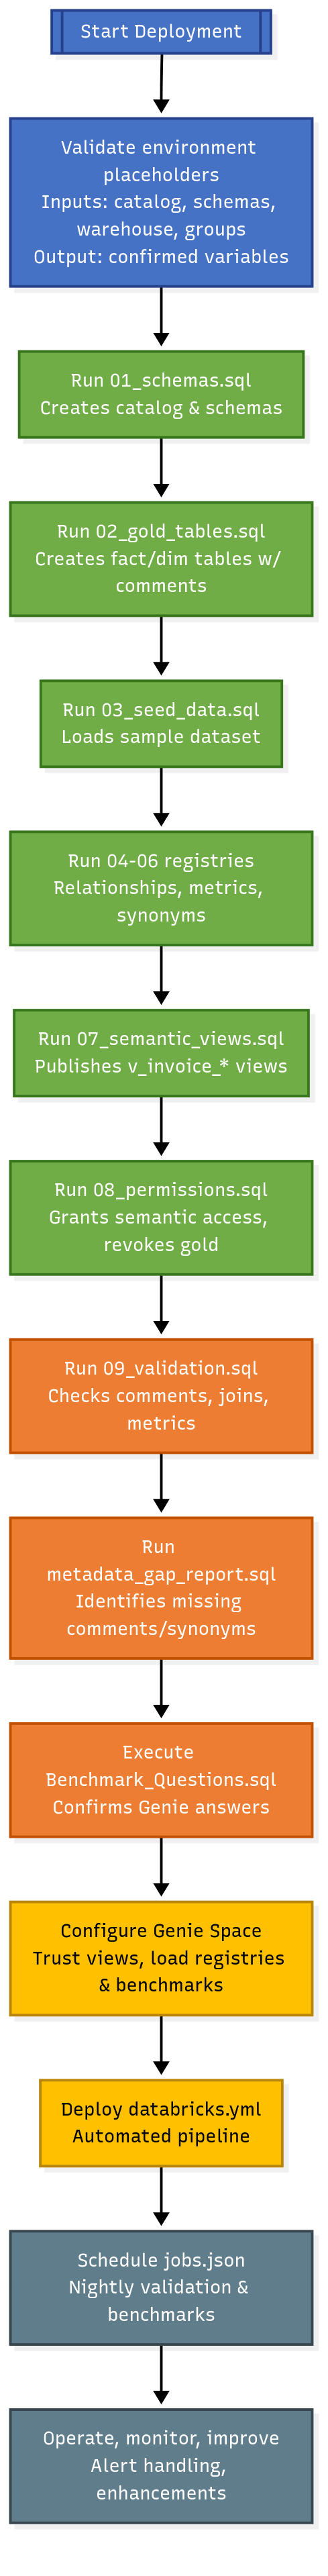 Start Deployment
Validate environment
placeholders
Inputs: catalog, schemas,
warehouse, groups
Output: confirmed variables
Run 01_schemas.sql
Creates catalog & schemas
Run 02_gold_tables.sql
Creates fact/dim tables w/
comments
Run 03_seed_data.sql
Loads sample dataset
Run 04-06 registries
Relationships, metrics,
synonyms
Run 07_semantic_views.sql
Publishes v_invoice_* views
Run 08_permissions.sql
Grants semantic access,
revokes gold
Run 09_validation.sql
Checks comments, joins,
metrics
Run
metadata_gap_report.sql
Identifies missing
comments/synonyms
Execute
Benchmark_Questions.sql
Confirms Genie answers
Configure Genie Space
Trust views, load registries
& benchmarks
Deploy databricks.yml
Automated pipeline
Schedule jobs.json
Nightly validation &
benchmarks
Operate, monitor, improve
Alert handling,
enhancements